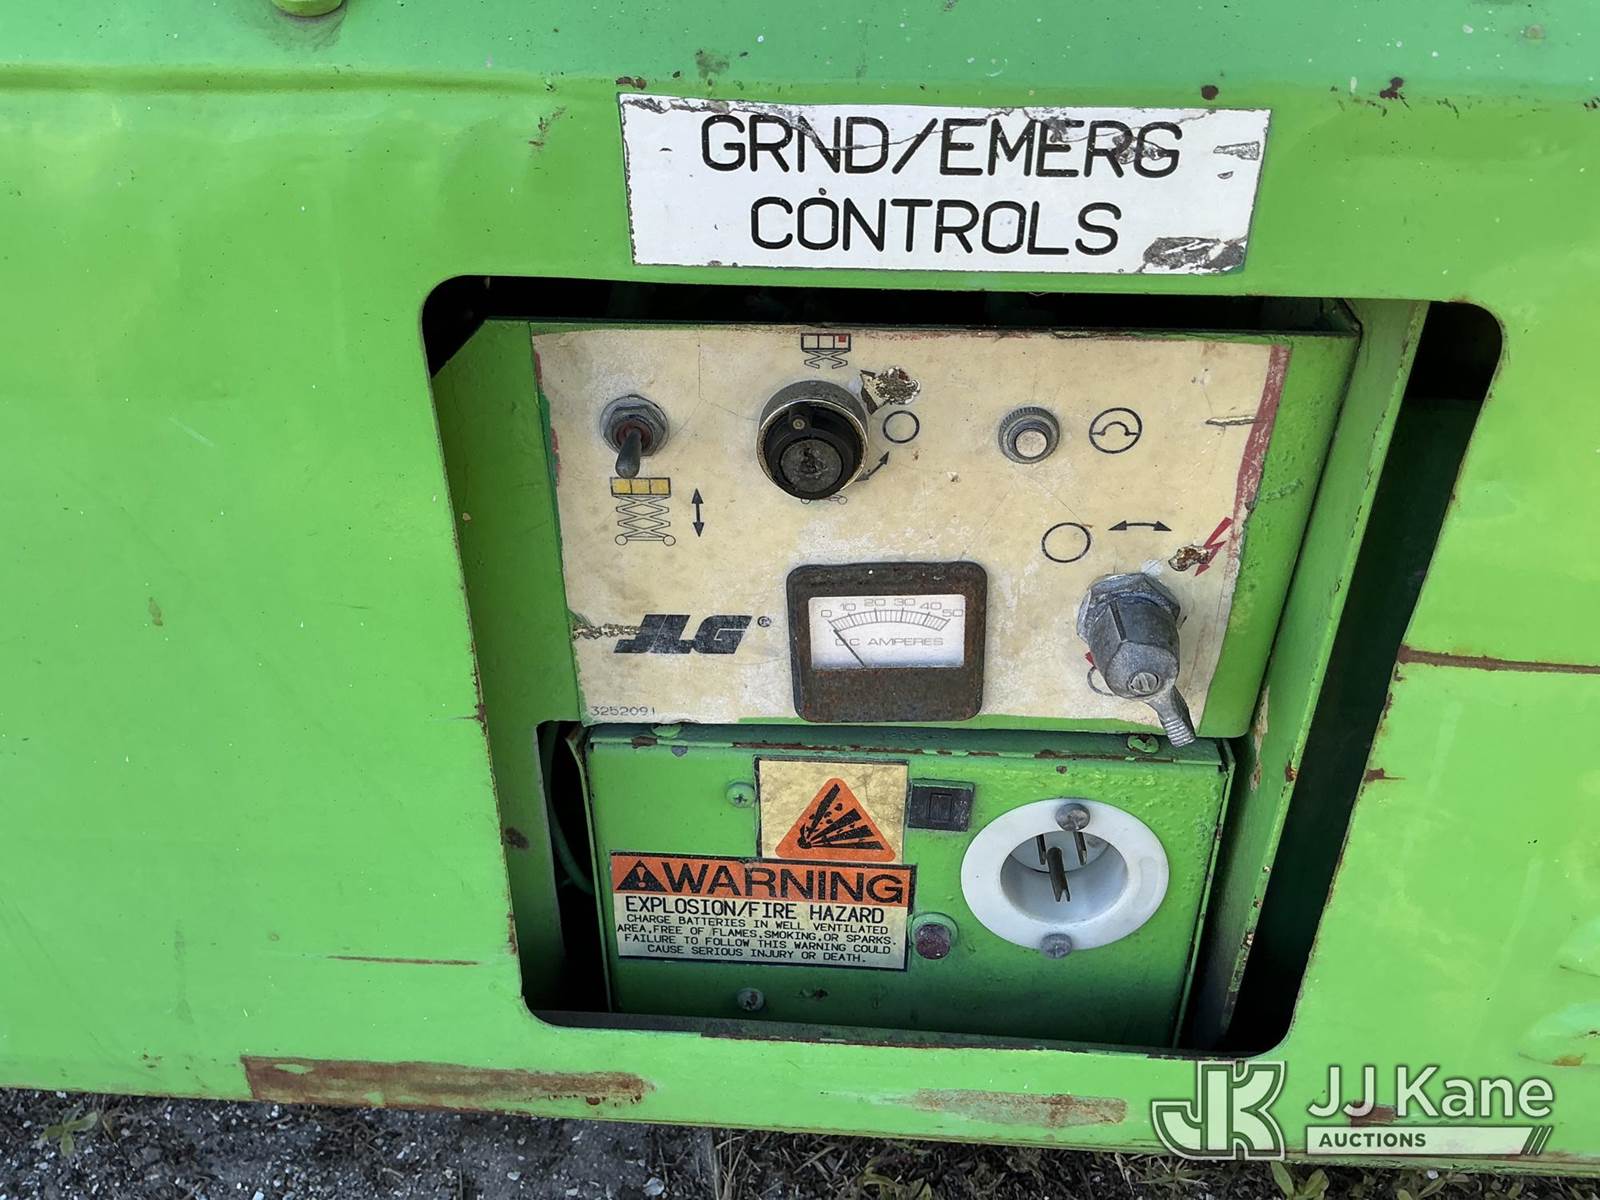 GRND/EMERG
CONTROLS
0 10 20 30 40 50
D.C AMPERES
JLG
3252091
WARNING
EXPLOSION/FIRE HAZARD
CHARGE BATTERIES IN WELL VENTILATED
AREA,FREE OF FLAMES,SMOKING,OR SPARKS.
FAILURE TO FOLLOW THIS WARNING COULD
CAUSE SERIOUS INJURY OR DEATH.
JK JJ Kane
AUCTIONS